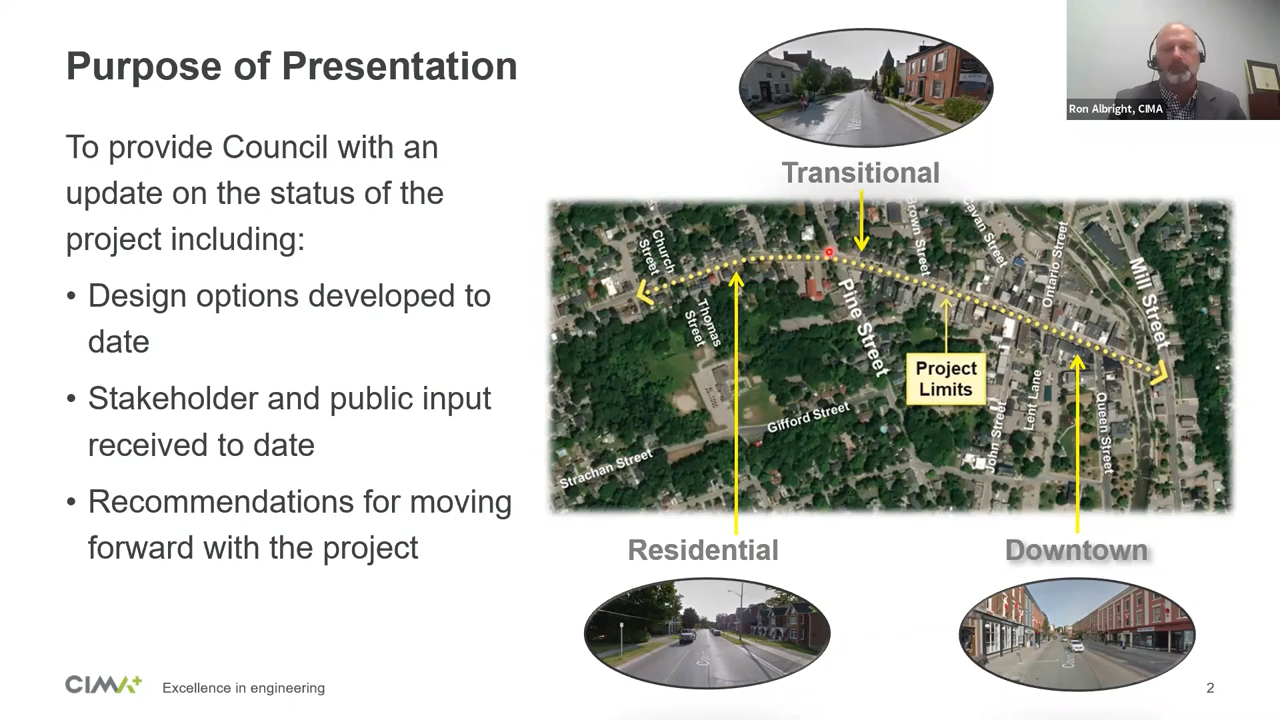 Purpose of Presentation
Ron Albright, CIMA
To provide Council with an
update on the status of the
project including:
• Design options developed to
date
• Stakeholder and public input
received to date
• Recommendations for moving
forward with the project
Transitional
Church
Street
Thomas
Street
Pine Street
Brown Street
Cavan Street
Ontario Street
Mill Street
Project
Limits
Gifford Street
Strachan Street
John Street
Lent Lane
Queen Street
Residential
Downtown
CIMA+
Excellence in engineering
2